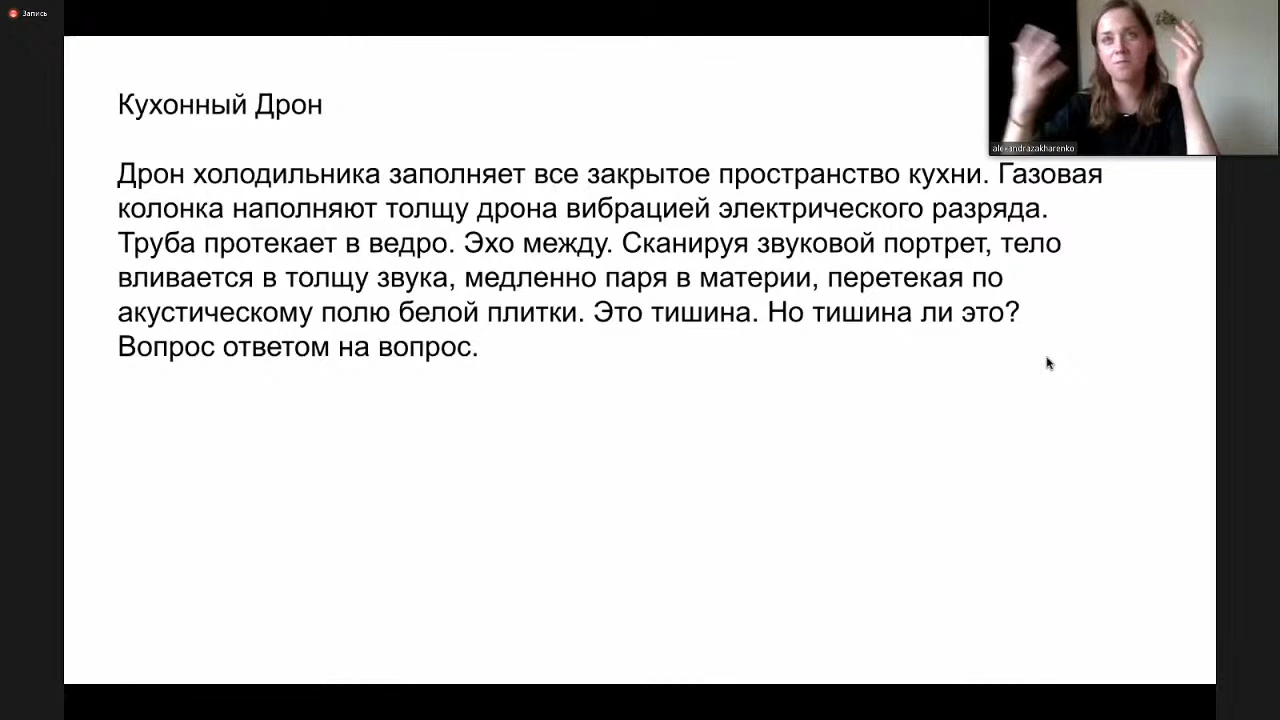 Запись
alexandrazakharenko
Кухонный Дрон
Дрон холодильника заполняет все закрытое пространство кухни. Газовая
колонка наполняют толщу дрона вибрацией электрического разряда.
Труба протекает в ведро. Эхо между. Сканируя звуковой портрет, тело
вливается в толщу звука, медленно паря в материи, перетекая по
акустическому полю белой плитки. Это тишина. Но тишина ли это?
Вопрос ответом на вопрос.